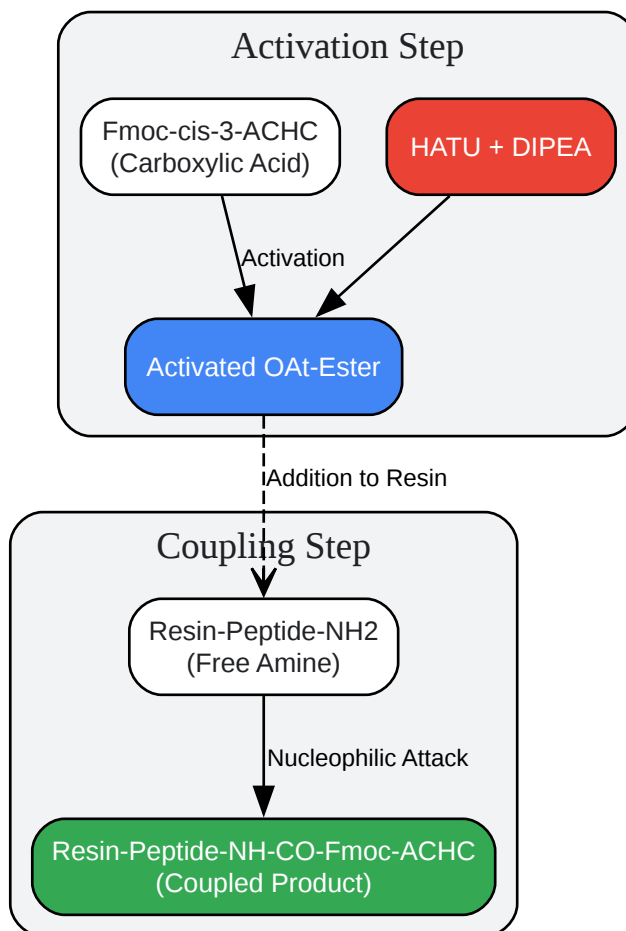 Activation Step
Fmoc-cis-3-ACHC
(Carboxylic Acid)
HATU + DIPEA
Activation
Activated OAt-Ester
Addition to Resin
Coupling Step
Resin-Peptide-NH2
(Free Amine)
Nucleophilic Attack
Resin-Peptide-NH-CO-Fmoc-ACHC
(Coupled Product)